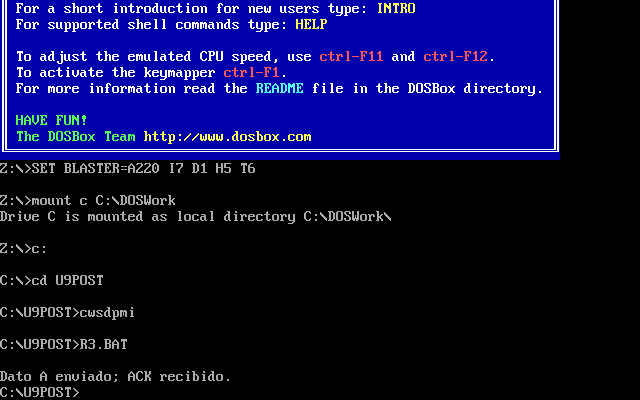 For a short introduction for new users type: INTRO
For supported shell commands type: HELP
To adjust the emulated CPU speed, use ctrl-F11 and ctrl-F12.
To activate the keymapper ctrl-F1.
For more information read the README file in the DOSBox directory.
HAVE FUN!
The DOSBox Team http://www.dosbox.com
Z:\>SET BLASTER=A220 I7 D1 H5 T6
Z:\>mount c C:\DOSWork
Drive C is mounted as local directory C:\DOSWork\
Z:\>c:
C:\>cd U9POST
C:\U9POST>cwsdpmi
C:\U9POST>R3.BAT
Dato A enviado; ACK recibido.
C:\U9POST>